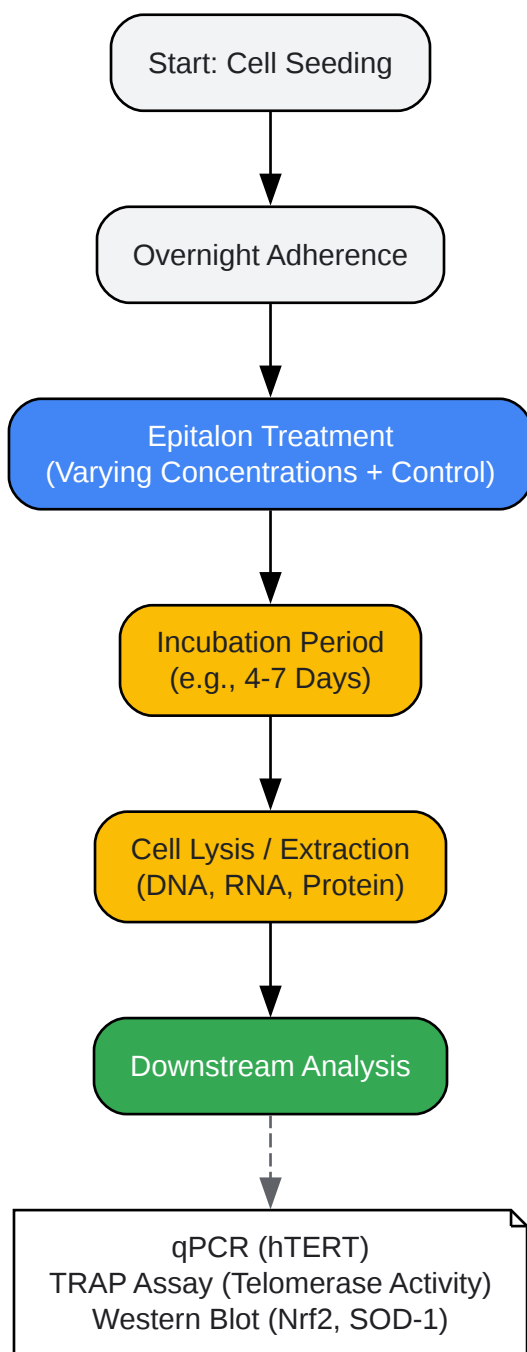 Start: Cell Seeding
Overnight Adherence
Epitalon Treatment
(Varying Concentrations + Control)
Incubation Period
(e.g., 4-7 Days)
Cell Lysis / Extraction
(DNA, RNA, Protein)
Downstream Analysis
qPCR (hTERT)
TRAP Assay (Telomerase Activity)
Western Blot (Nrf2, SOD-1)